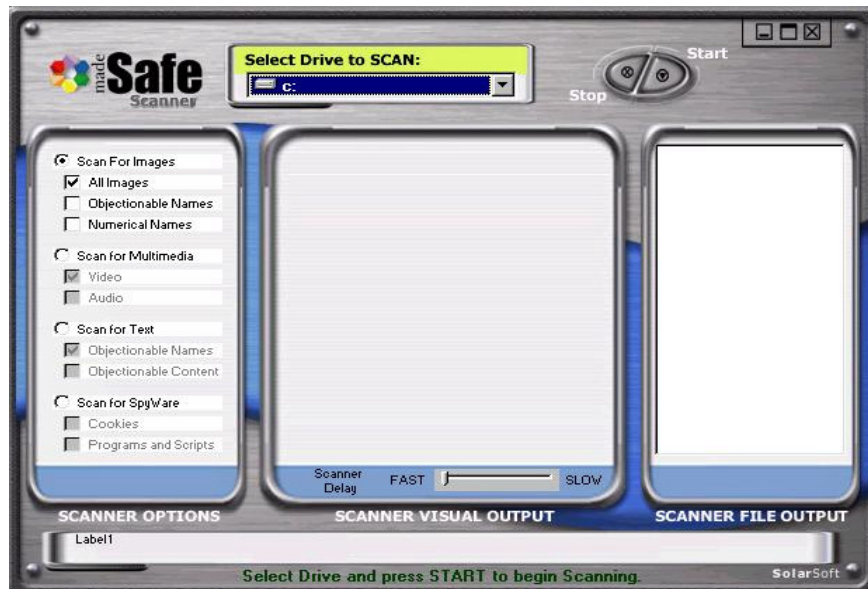 made
Safe
Scanner
Select Drive to SCAN:
c:
Stop
Start
Scan For Images
All Images
Objectionable Names
Numerical Names
Scan for Multimedia
Video
Audio
Scan for Text
Objectionable Names
Objectionable Content
Scan for SpyWare
Cookies
Programs and Scripts
Scanner
Delay
FAST
SLOW
SCANNER OPTIONS
SCANNER VISUAL OUTPUT
SCANNER FILE OUTPUT
Label1
Select Drive and press START to begin Scanning.
SolarSoft